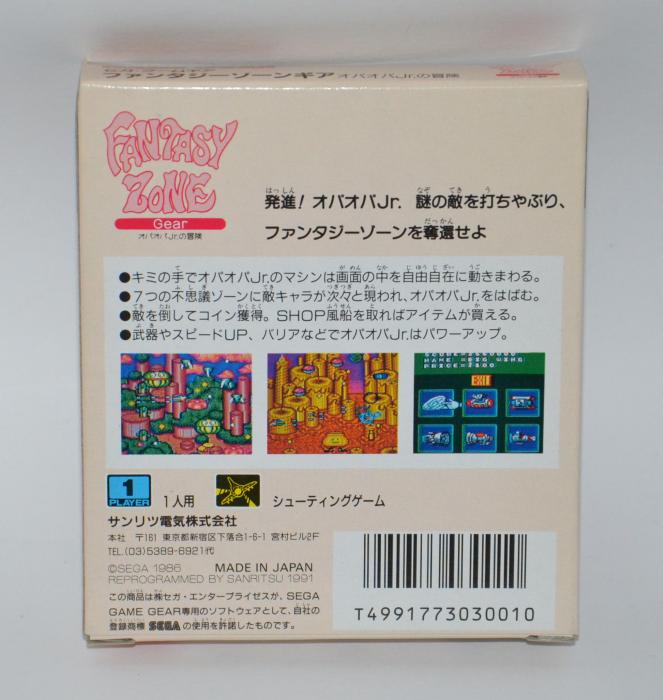 ファンタジーゾーンギア オパオパJr.の冒険
FANTASY
ZONE
Gear
オパオパJr.の冒険
発進! オパオパJr. 謎の敵を打ちやぶり、
ファンタジーゾーンを奪還せよ
●キミの手でオパオパJr.のマシンは画面の中を自由自在に動きまわる。
●7つの不思議ゾーンに敵キャラが次々と現われ、オパオパJr.をはばむ。
●敵を倒してコイン獲得。SHOP風船を取ればアイテムが買える。
●武器やスピードUP、バリアなどでオパオパJr.はパワーアップ。
NAME =BIG WING
PRICE=2500
EXIT
1
PLAYER
1人用
シューティングゲーム
サンリツ電気株式会社
本社 〒161 東京都新宿区下落合1-6-1 宮村ビル2F
TEL.(03)5389-6921代
©SEGA 1986 MADE IN JAPAN
REPROGRAMMED BY SANRITSU 1991
この商品は㈱セガ・エンタープライゼスが、SEGA
GAME GEAR専用のソフトウェアとして、自社の
登録商標 SEGA の使用を許諾したものです。
T4991773030010